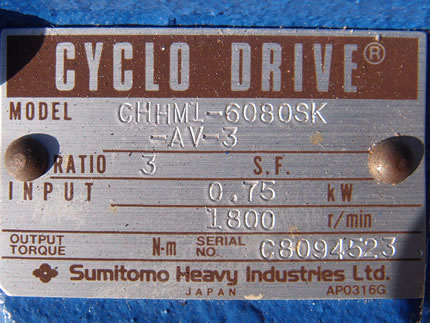 CYCLO DRIVE®
MODEL CHHM1-6080SK
-AV-3
RATIO 3 S.F.
INPUT 0.75 kW
1800 r/min
OUTPUT TORQUE N-m SERIAL NO. C8094523
Sumitomo Heavy Industries Ltd.
JAPAN AP0316G